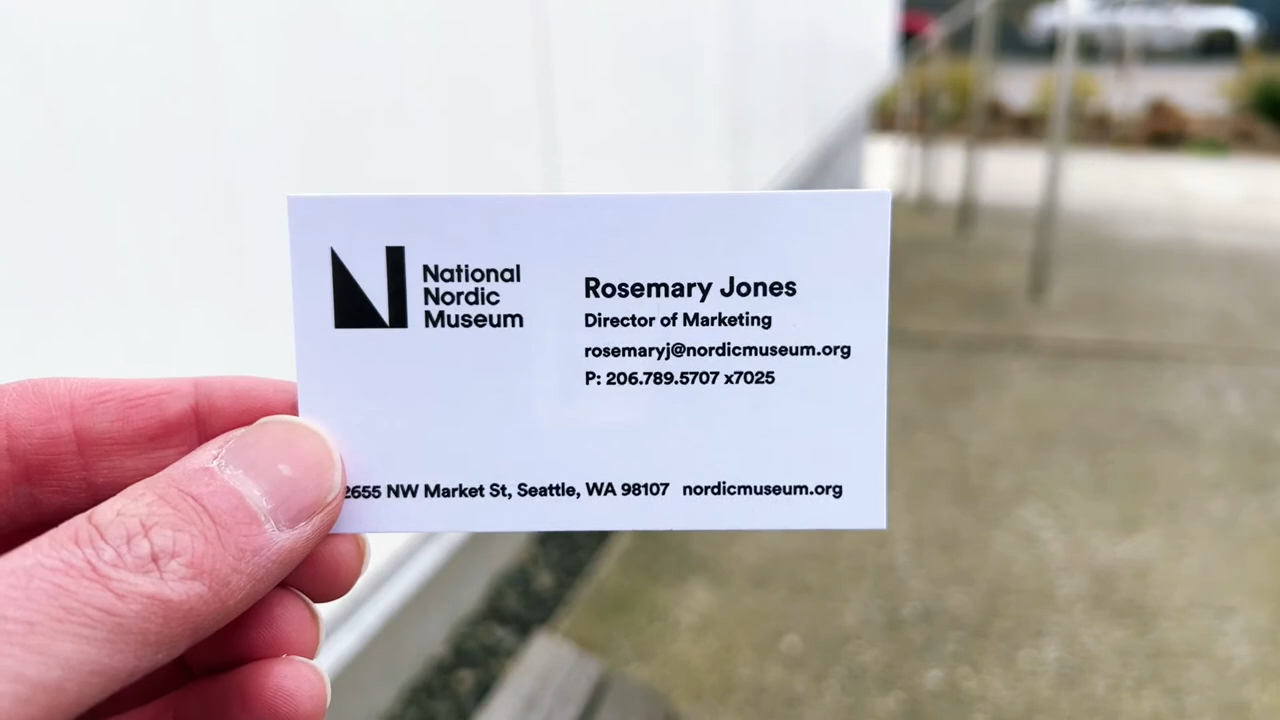 National
Nordic
Museum
Rosemary Jones
Director of Marketing
rosemaryj@nordicmuseum.org
P: 206.789.5707 x7025
2655 NW Market St, Seattle, WA 98107 nordicmuseum.org